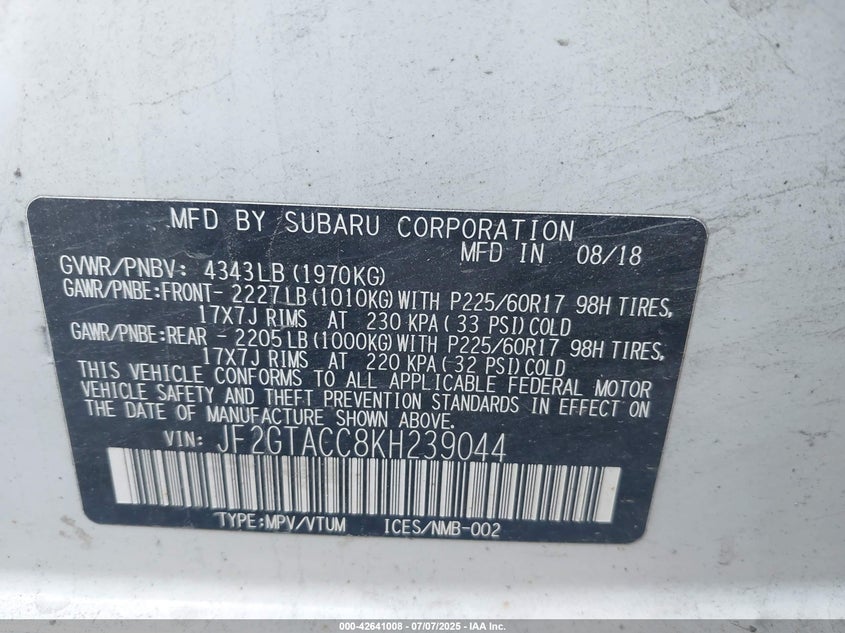 MFD BY SUBARU CORPORATION
MFD IN 08/18
GVWR/PNBV: 4343LB (1970KG)
GAWR/PNBE:FRONT- 2227LB(1010KG)WITH P225/60R17 98H TIRES,
17X7J RIMS AT 230 KPA(33 PSI)COLD
GAWR/PNBE:REAR - 2205LB(1000KG)WITH P225/60R17 98H TIRES,
17X7J RIMS AT 220 KPA(32 PSI)COLD
THIS VEHICLE CONFORMS TO ALL APPLICABLE FEDERAL MOTOR
VEHICLE SAFETY AND THEFT PREVENTION STANDARDS IN EFFECT ON
THE DATE OF MANUFACTURE SHOWN ABOVE.
VIN: JF2GTACC8KH239044
TYPE:MPV/VTUM ICES/NMB-002
000-42641008 - 07/07/2025 - IAA Inc.